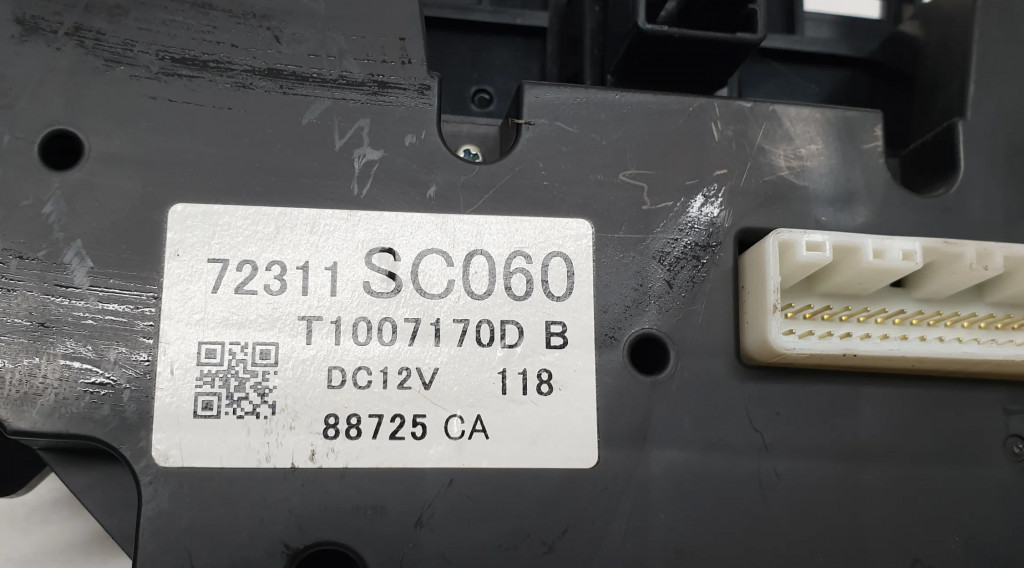 72311 SC060
T1007170D B
DC12V 118
88725 CA